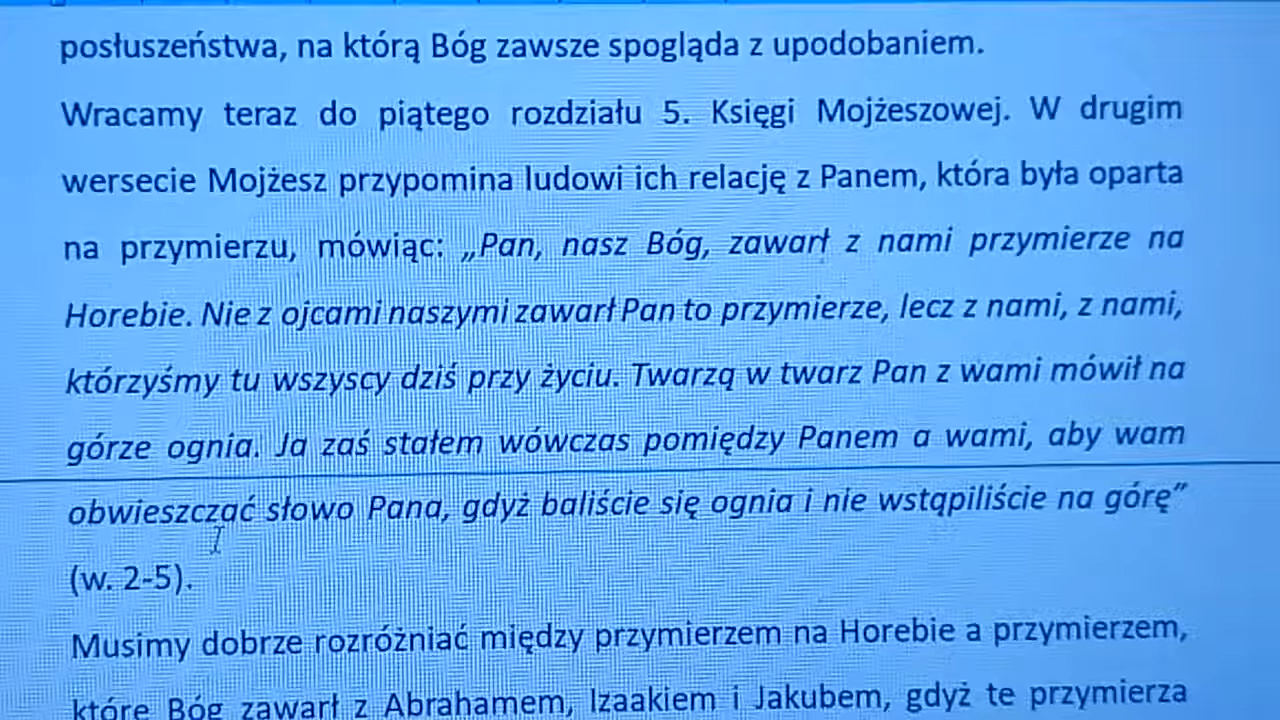 posłuszeństwa, na którą Bóg zawsze spogląda z upodobaniem.
Wracamy teraz do piątego rozdziału 5. Księgi Mojżeszowej. W drugim
wersecie Mojżesz przypomina ludowi ich relację z Panem, która była oparta
na przymierzu, mówiąc: „Pan, nasz Bóg, zawarł z nami przymierze na
Horebie. Nie z ojcami naszymi zawarł Pan to przymierze, lecz z nami, z nami,
którzyśmy tu wszyscy dziś przy życiu. Twarzą w twarz Pan z wami mówił na
górze ognia. Ja zaś stałem wówczas pomiędzy Panem a wami, aby wam
obwieszczać słowo Pana, gdyż baliście się ognia i nie wstąpiliście na górę”
(w. 2-5).
Musimy dobrze rozróżniać między przymierzem na Horebie a przymierzem,
które Bóg zawarł z Abrahamem, Izaakiem i Jakubem, gdyż te przymierza